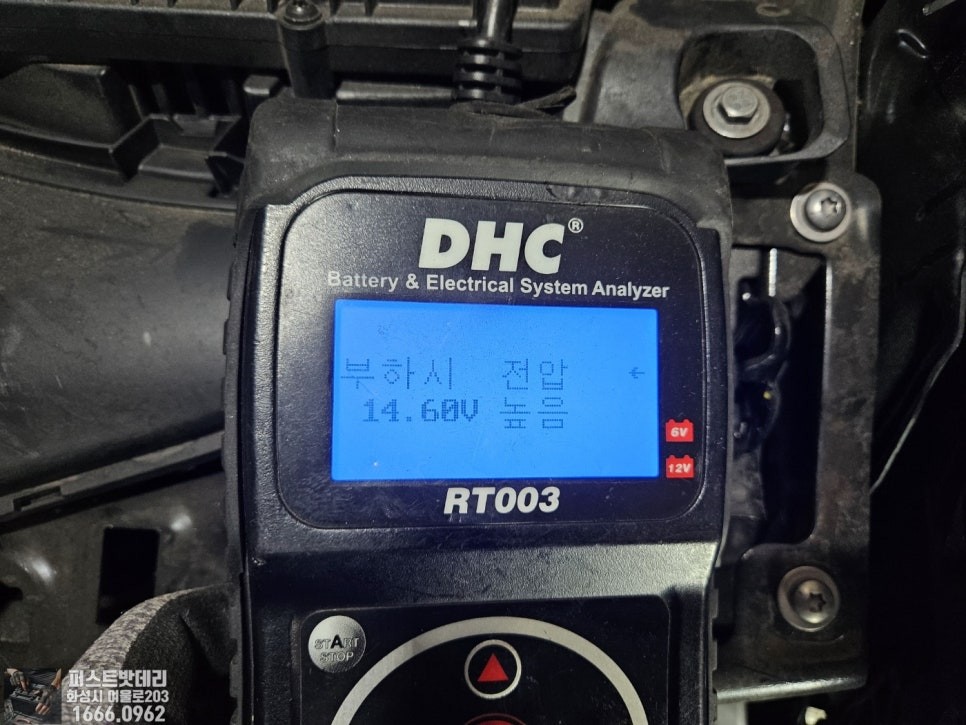 DHC®
Battery & Electrical System Analyzer
부하시 전압 ←
14.60V 높음
6V
12V
RT003
START
STOP
퍼스트밧데리
화성시 여울로203
1666.0962